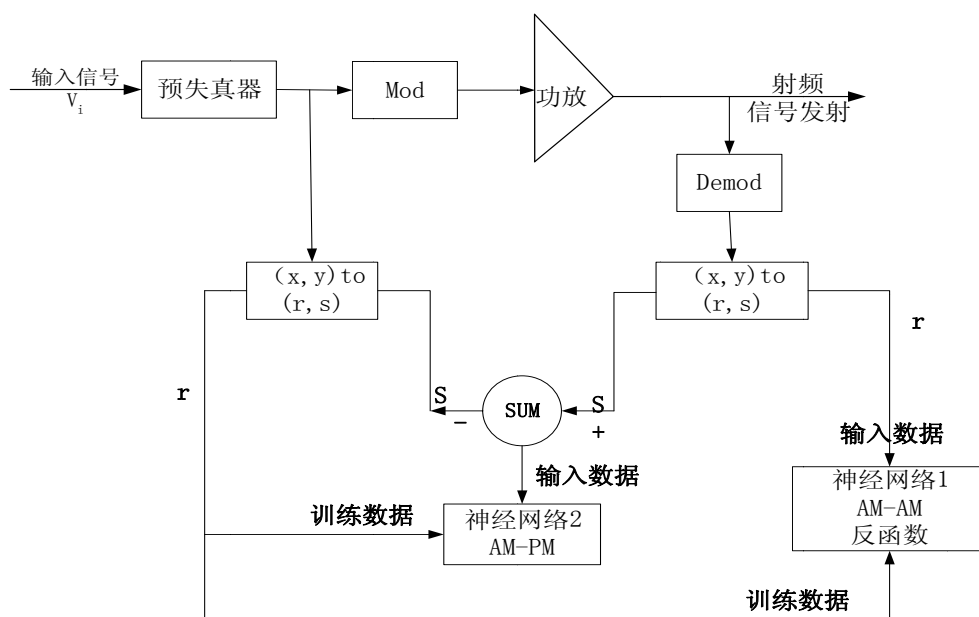 输入信号
Vi
预失真器
Mod
功放
射频
信号发射
Demod
(x,y)to
(r,s)
(x,y)to
(r,s)
r
r
S
-
SUM
S
+
输入数据
输入数据
训练数据
神经网络2
AM-PM
神经网络1
AM-AM
反函数
训练数据